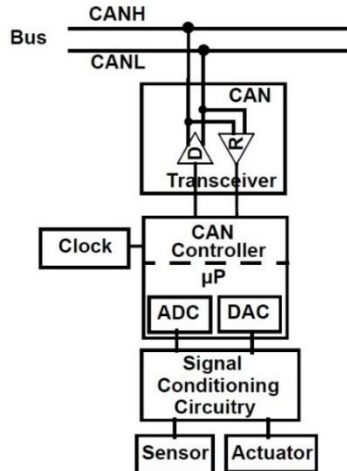 CANH
Bus
CANL
CAN
D
R
Transceiver
CAN
Clock
Controller
µP
ADC DAC
Signal
Conditioning
Circuitry
Sensor Actuator